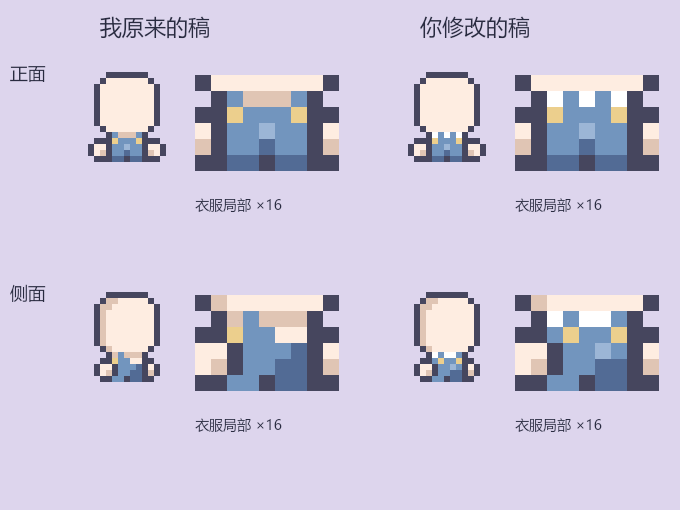 我原来的稿
你修改的稿
正面
衣服局部 ×16
衣服局部 ×16
侧面
衣服局部 ×16
衣服局部 ×16